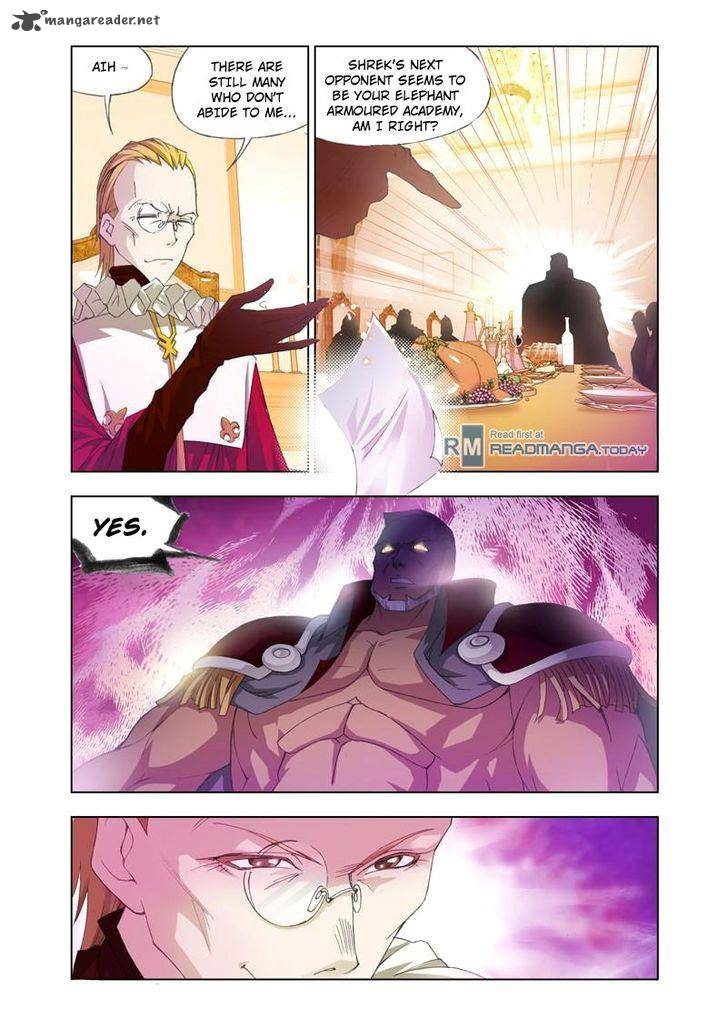 mangareader.net
AIH ~
THERE ARE
STILL MANY
WHO DON'T
ABIDE TO ME...
SHREK'S NEXT
OPPONENT SEEMS TO
BE YOUR ELEPHANT
ARMOURED ACADEMY,
AM I RIGHT?
RM
Read first at
READMANGA.TODAY
YES.